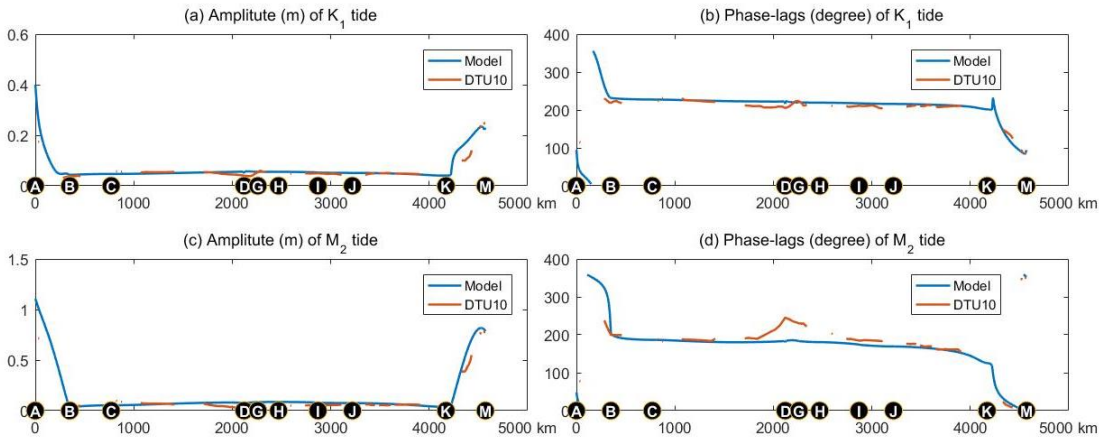 (a) Amplitute (m) of K1 tide
0.6
0.4
0.2
0
Model
DTU10
A B C D G H I J K M
0 1000 2000 3000 4000 5000 km
(b) Phase-lags (degree) of K1 tide
400
300
200
100
0
Model
DTU10
A B C D G H I J K M
0 1000 2000 3000 4000 5000 km
(c) Amplitute (m) of M2 tide
1.5
1
0.5
0
Model
DTU10
A B C D G H I J K M
0 1000 2000 3000 4000 5000 km
(d) Phase-lags (degree) of M2 tide
400
300
200
100
0
Model
DTU10
A B C D G H I J K M
0 1000 2000 3000 4000 5000 km